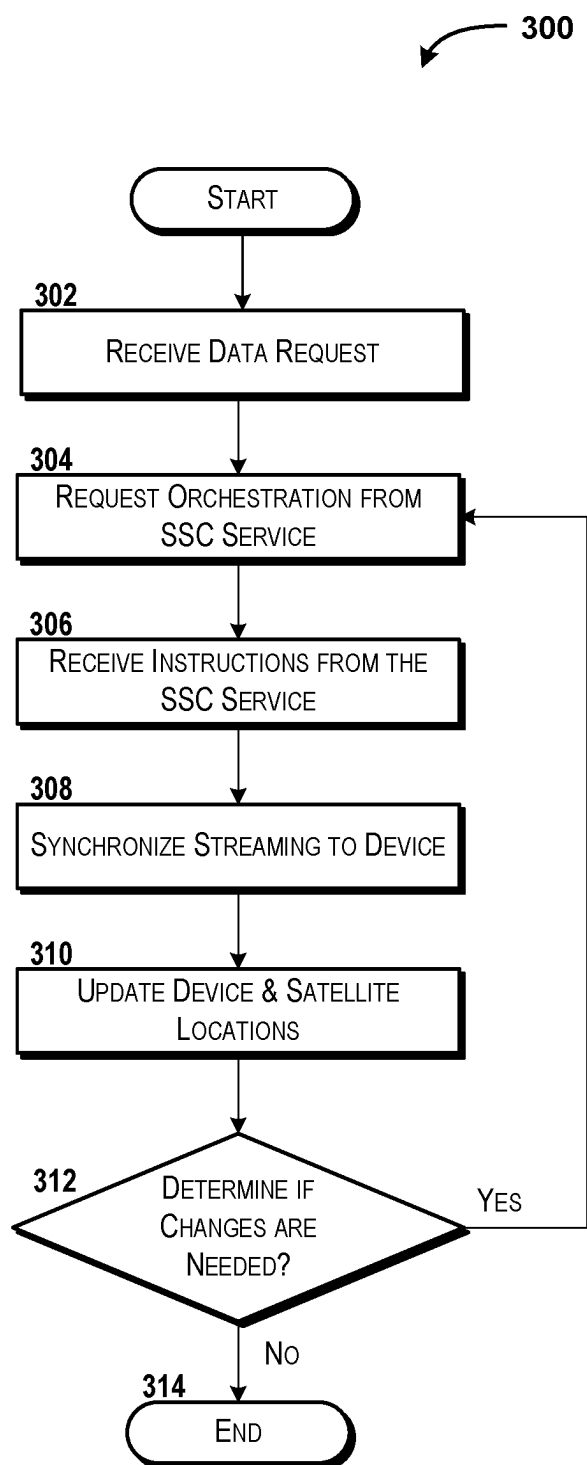 300
START
302
RECEIVE DATA REQUEST
304
REQUEST ORCHESTRATION FROM
SSC SERVICE
306
RECEIVE INSTRUCTIONS FROM THE
SSC SERVICE
308
SYNCHRONIZE STREAMING TO DEVICE
310
UPDATE DEVICE & SATELLITE
LOCATIONS
312
DETERMINE IF
CHANGES ARE
NEEDED?
YES
NO
314
END